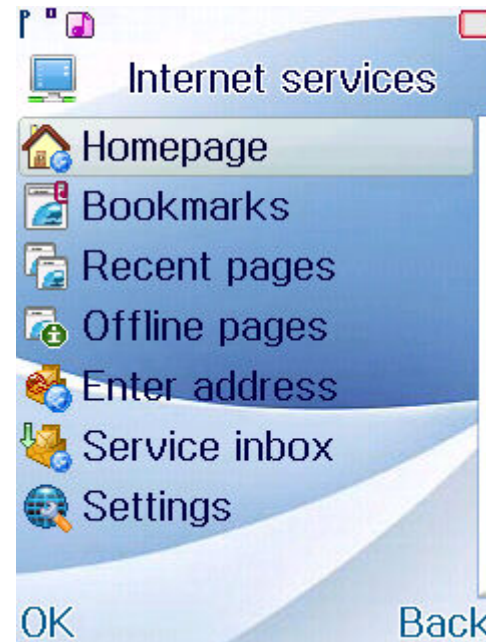 Internet services
Homepage
Bookmarks
Recent pages
Offline pages
Enter address
Service inbox
Settings
OK
Back